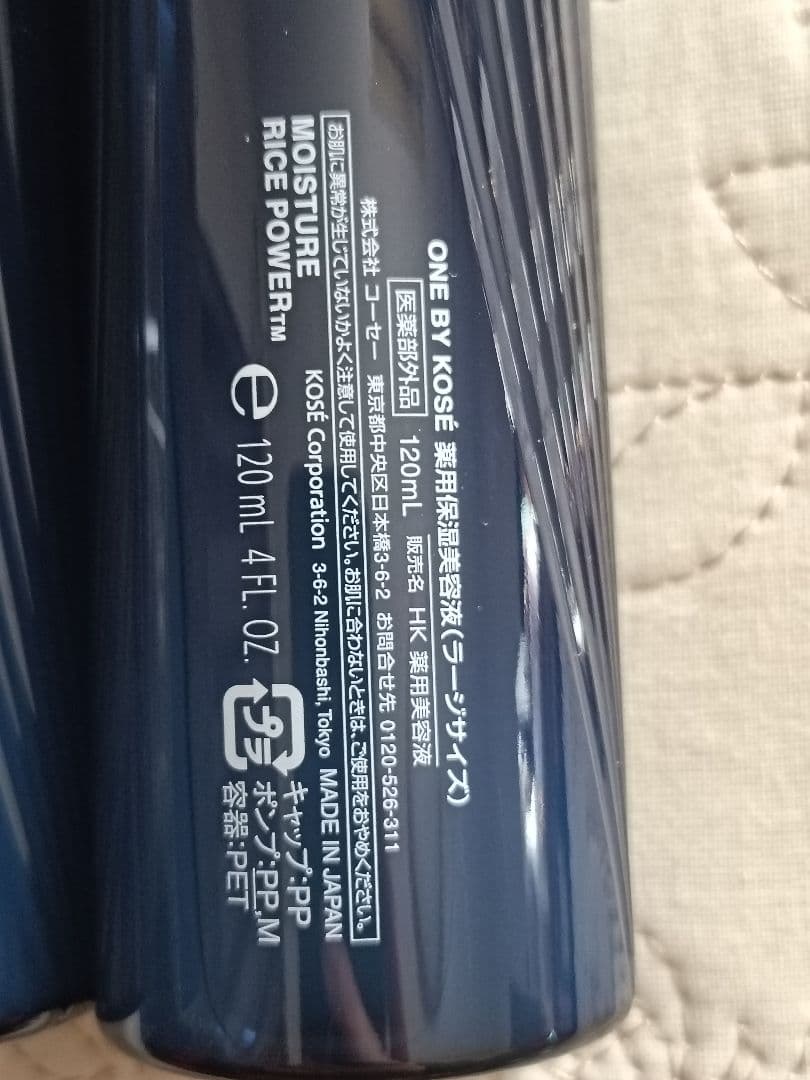 ONE BY KOSÉ 薬用保湿美容液(ラージサイズ)
医薬部外品 120mL 販売名 HK 薬用美容液
株式会社 コーセー 東京都中央区日本橋3-6-2 お問合せ先 0120-526-311
お肌に異常が生じていないかよく注意して使用してください。お肌に合わないときは、ご使用をおやめください。
MOISTURE
RICE POWER™
KOSÉ Corporation 3-6-2 Nihonbashi, Tokyo MADE IN JAPAN
e 120 mL 4 FL. OZ.
プラ
キャップ:PP
ポンプ:PP,M
容器:PET